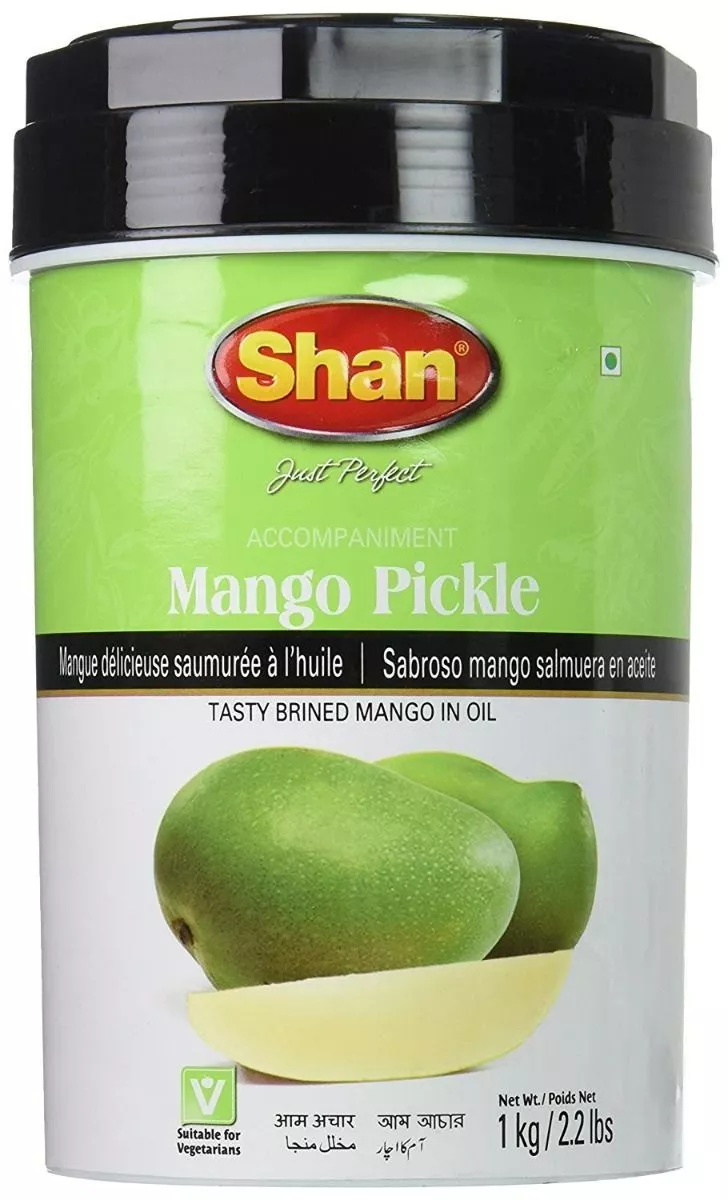 Shan®
Just Perfect
ACCOMPANIMENT
Mango Pickle
Mangue délicieuse saumurée à l'huile | Sabroso mango salmuera en aceite
TASTY BRINED MANGO IN OIL
V
Suitable for
Vegetarians
आम अचार আম আচার
مخلل منجا آم کا اچار
Net Wt./Poids Net
1 kg/2.2 lbs